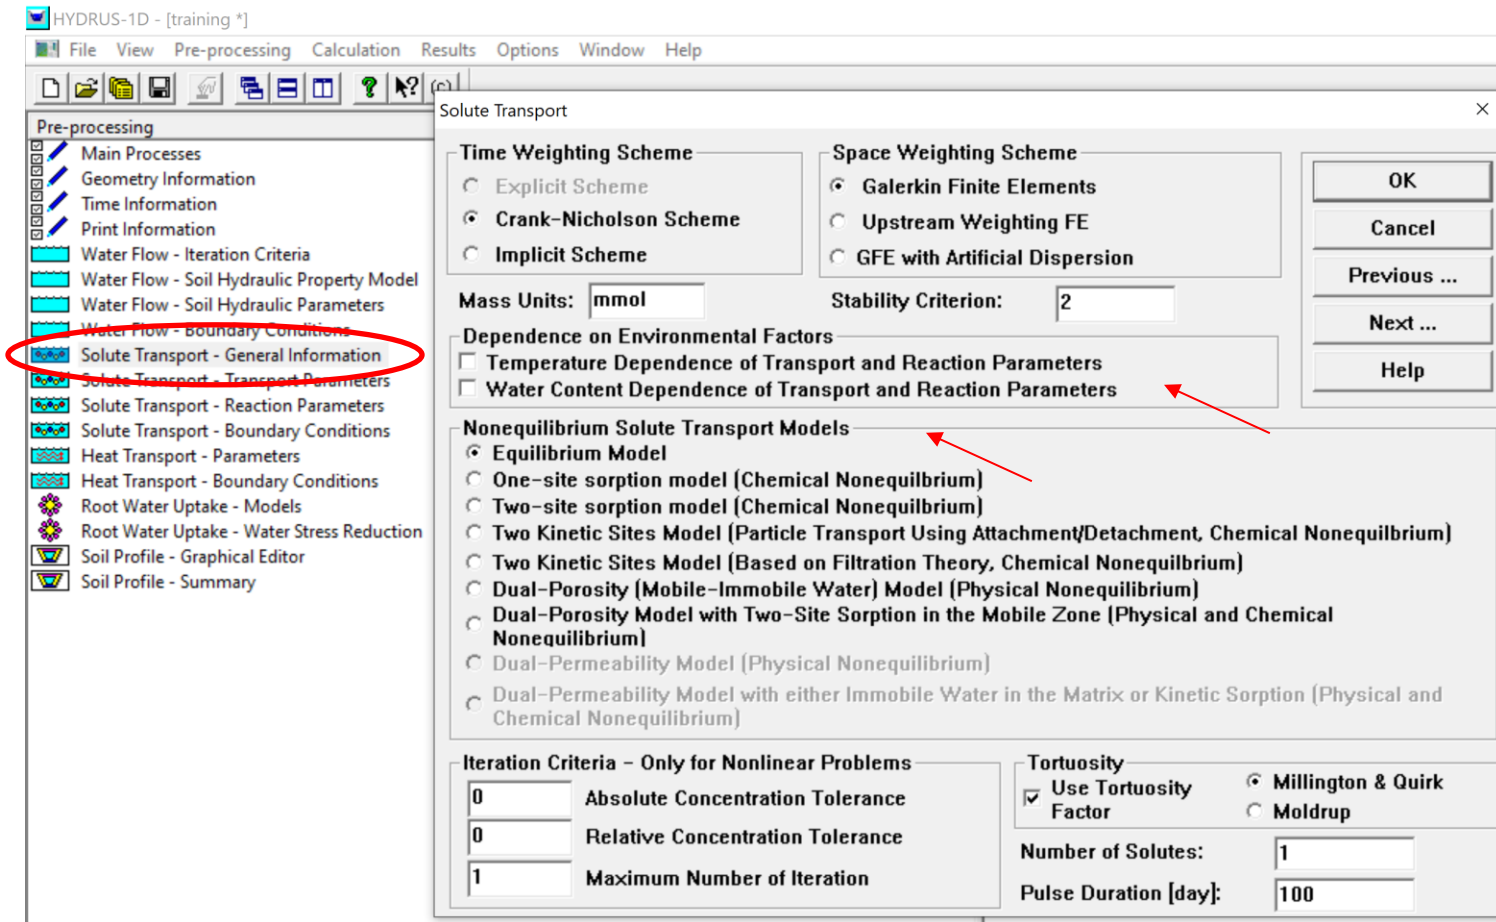 HYDRUS-1D - [training *]
File View Pre-processing Calculation Results Options Window Help
Pre-processing
Main Processes
Geometry Information
Time Information
Print Information
Water Flow - Iteration Criteria
Water Flow - Soil Hydraulic Property Model
Water Flow - Soil Hydraulic Parameters
Water Flow - Boundary Conditions
Solute Transport - General Information
Solute Transport - Transport Parameters
Solute Transport - Reaction Parameters
Solute Transport - Boundary Conditions
Heat Transport - Parameters
Heat Transport - Boundary Conditions
Root Water Uptake - Models
Root Water Uptake - Water Stress Reduction
Soil Profile - Graphical Editor
Soil Profile - Summary
Solute Transport
Time Weighting Scheme
Explicit Scheme
Crank-Nicholson Scheme
Implicit Scheme
Space Weighting Scheme
Galerkin Finite Elements
Upstream Weighting FE
GFE with Artificial Dispersion
OK
Cancel
Previous ...
Next ...
Help
Mass Units: mmol
Stability Criterion: 2
Dependence on Environmental Factors
Temperature Dependence of Transport and Reaction Parameters
Water Content Dependence of Transport and Reaction Parameters
Nonequilibrium Solute Transport Models
Equilibrium Model
One-site sorption model (Chemical Nonequilbrium)
Two-site sorption model (Chemical Nonequilbrium)
Two Kinetic Sites Model (Particle Transport Using Attachment/Detachment, Chemical Nonequilbrium)
Two Kinetic Sites Model (Based on Filtration Theory, Chemical Nonequilbrium)
Dual-Porosity (Mobile-Immobile Water) Model (Physical Nonequilibrium)
Dual-Porosity Model with Two-Site Sorption in the Mobile Zone (Physical and Chemical
Nonequilibrium)
Dual-Permeability Model (Physical Nonequilibrium)
Dual-Permeability Model with either Immobile Water in the Matrix or Kinetic Sorption (Physical and
Chemical Nonequilibrium)
Iteration Criteria - Only for Nonlinear Problems
0 Absolute Concentration Tolerance
0 Relative Concentration Tolerance
1 Maximum Number of Iteration
Tortuosity
Use Tortuosity
Factor
Millington & Quirk
Moldrup
Number of Solutes: 1
Pulse Duration [day]: 100